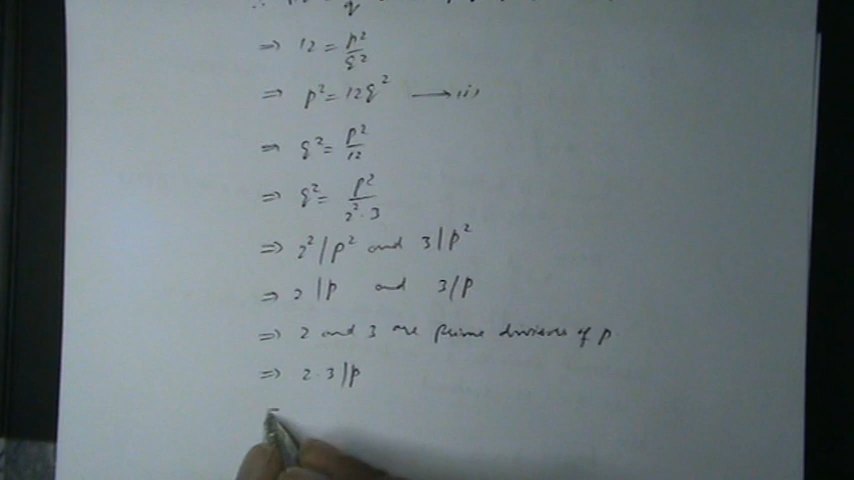 q
⇒ 12 = p²/q²
⇒ p² = 12q² ⟶ (i)
⇒ q² = p²/12
⇒ q² = p²/2²·3
⇒ 2²|p² and 3|p²
⇒ 2|p and 3|p
⇒ 2 and 3 are prime divisors of p
⇒ 2·3|p